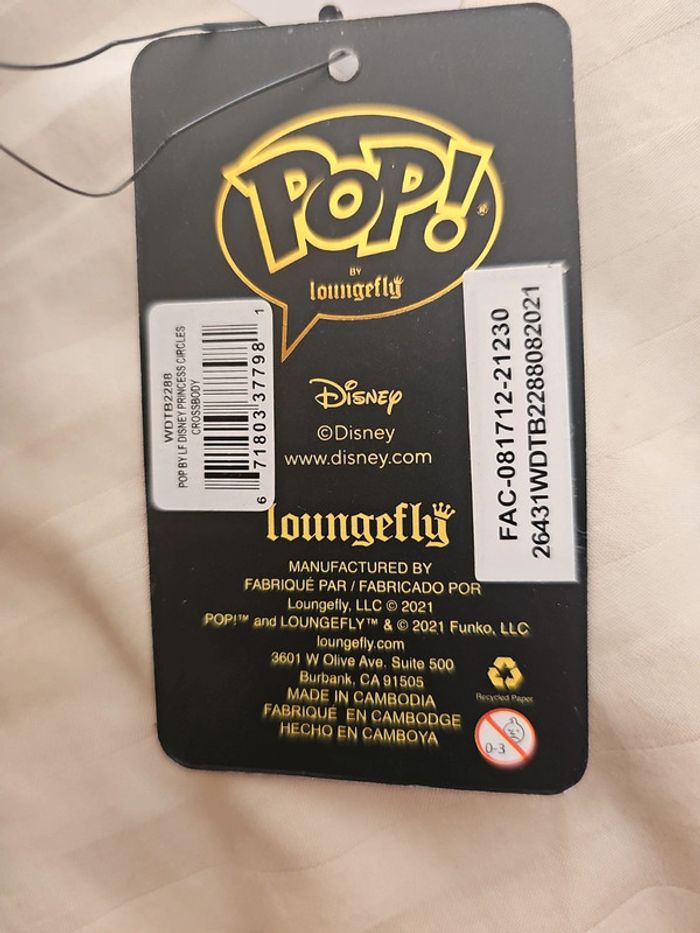 POP!
BY
loungefly
WDTB2288
POP BY LF DISNEY PRINCESS CIRCLES
CROSSBODY
6 71803 37798 1
FAC-081712-21230
26431WDTB2288082021
Disney
©Disney
www.disney.com
loungefly
MANUFACTURED BY
FABRIQUÉ PAR / FABRICADO POR
Loungefly, LLC © 2021
POP!™ and LOUNGEFLY™ & © 2021 Funko, LLC
loungefly.com
3601 W Olive Ave. Suite 500
Burbank, CA 91505
MADE IN CAMBODIA
FABRIQUÉ EN CAMBODGE
HECHO EN CAMBOYA
Recycled Paper
0-3